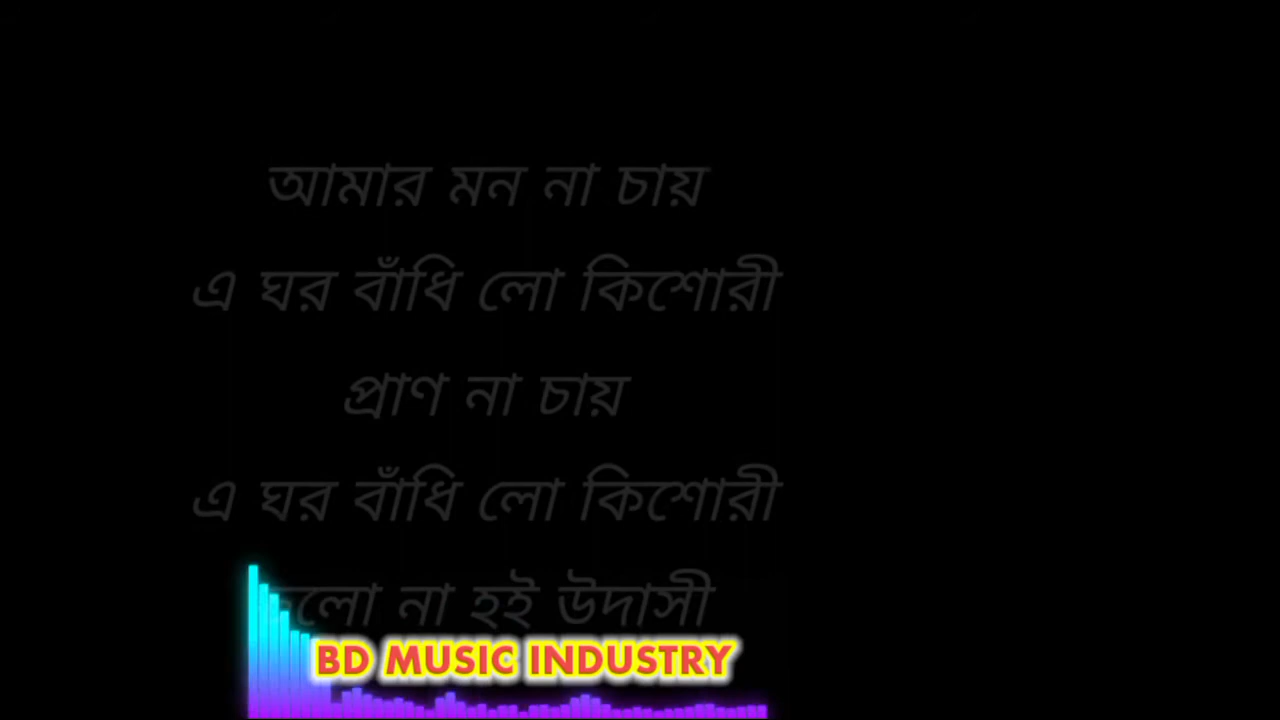 আমার মন না চায়
এ ঘর বাঁধি লো কিশোরী
প্রাণ না চায়
এ ঘর বাঁধি লো কিশোরী
না হই উদাসী
BD MUSIC INDUSTRY